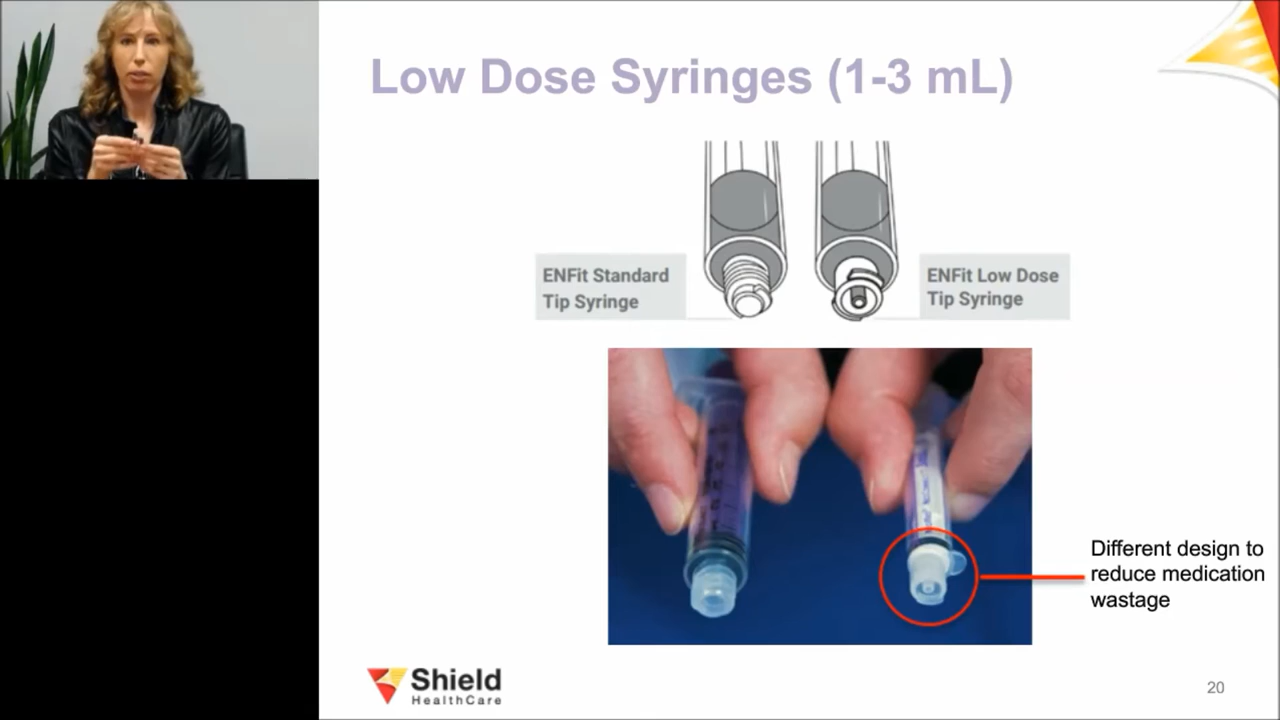 Low Dose Syringes (1-3 mL)
ENFit Standard
Tip Syringe
ENFit Low Dose
Tip Syringe
Different design to
reduce medication
wastage
Shield
HealthCare
20